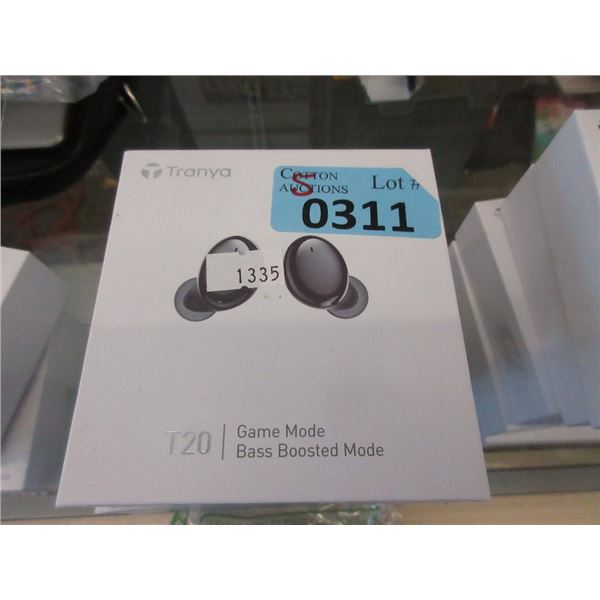 Tranya
COTTON
AUCTIONS
S
Lot #
0311
1335
T20
Game Mode
Bass Boosted Mode